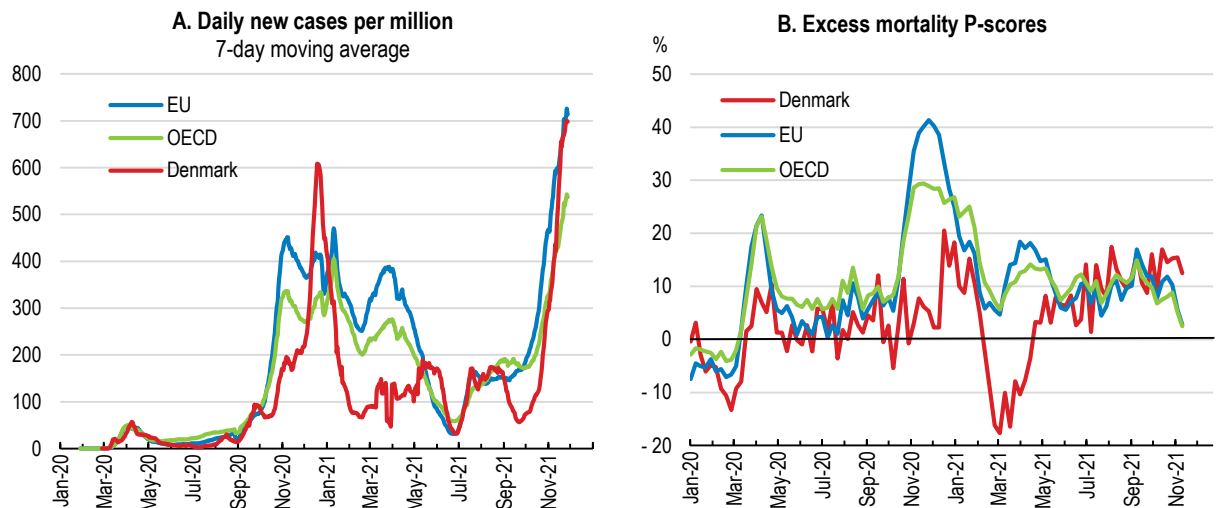 A. Daily new cases per million
7-day moving average
800
700
600
500
400
300
200
100
0
EU
OECD
Denmark
Jan-20
Mar-20
May-20
Jul-20
Sep-20
Nov-20
Jan-21
Mar-21
May-21
Jul-21
Sep-21
Nov-21
B. Excess mortality P-scores
%
50
40
30
20
10
0
- 10
- 20
Denmark
EU
OECD
Jan-20
Mar-20
May-20
Jul-20
Sep-20
Nov-20
Jan-21
Mar-21
May-21
Jul-21
Sep-21
Nov-21